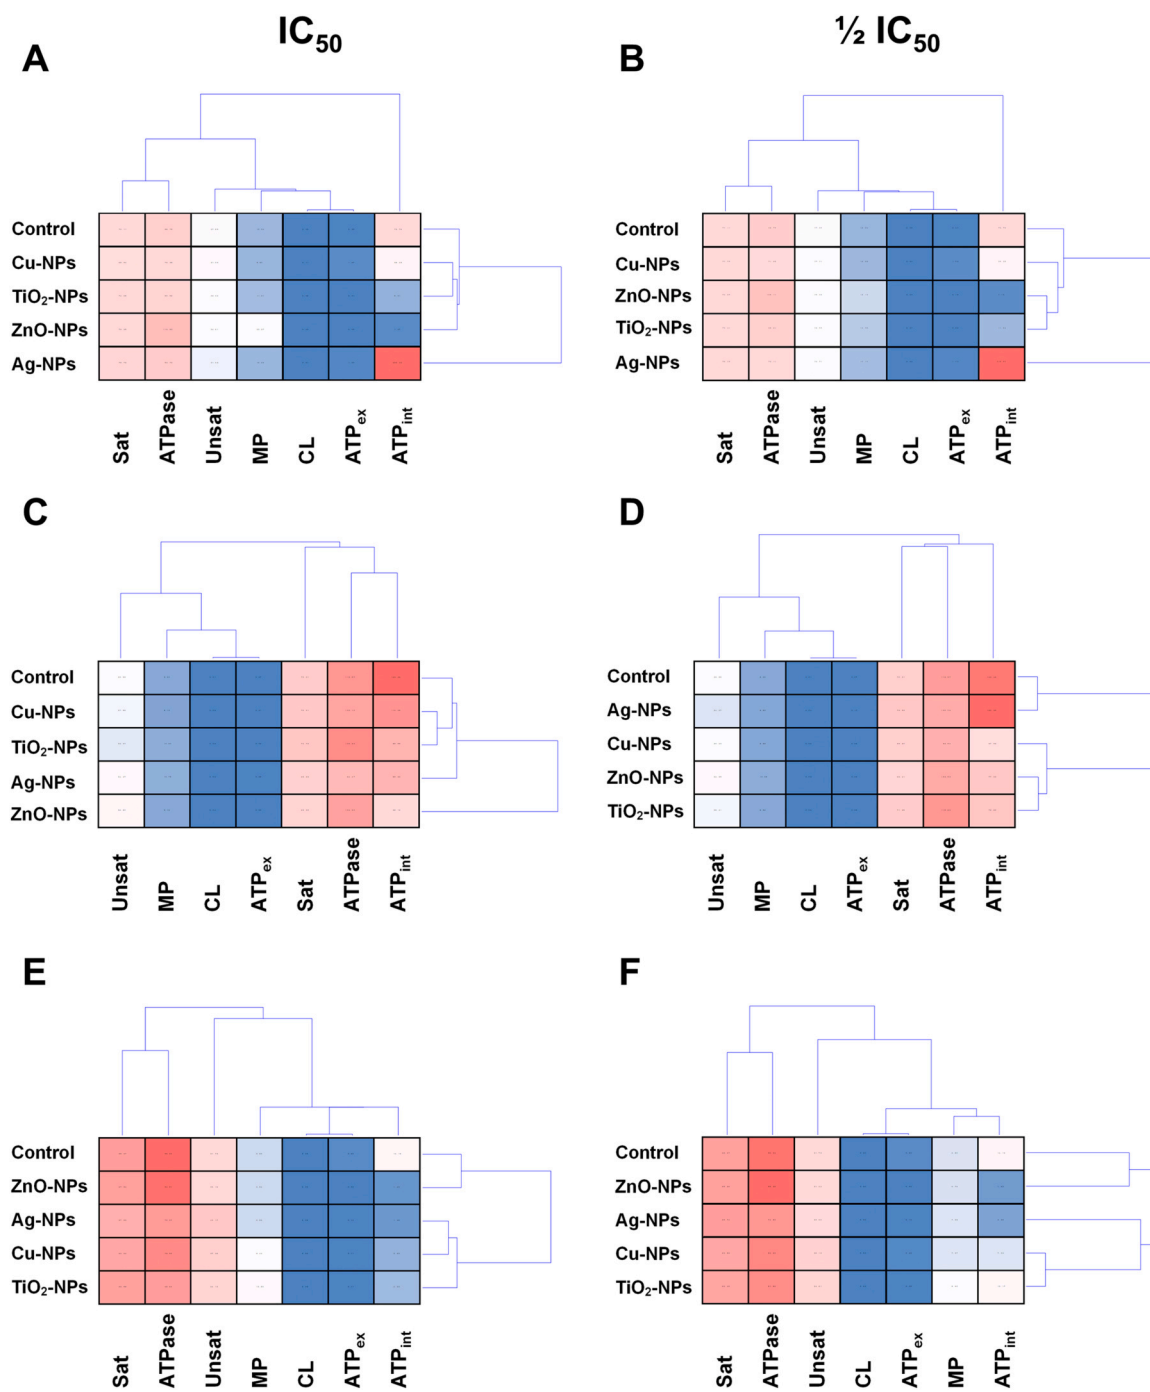 IC50
½ IC50
A
B
Control
Cu-NPs
TiO2-NPs
ZnO-NPs
Ag-NPs
Sat
ATPase
Unsat
MP
CL
ATPex
ATPint
Control
Cu-NPs
ZnO-NPs
TiO2-NPs
Ag-NPs
Sat
ATPase
Unsat
MP
CL
ATPex
ATPint
C
D
Control
Cu-NPs
TiO2-NPs
Ag-NPs
ZnO-NPs
Unsat
MP
CL
ATPex
Sat
ATPase
ATPint
Control
Ag-NPs
Cu-NPs
ZnO-NPs
TiO2-NPs
Unsat
MP
CL
ATPex
Sat
ATPase
ATPint
E
F
Control
ZnO-NPs
Ag-NPs
Cu-NPs
TiO2-NPs
Sat
ATPase
Unsat
MP
CL
ATPex
ATPint
Control
ZnO-NPs
Ag-NPs
Cu-NPs
TiO2-NPs
Sat
ATPase
Unsat
CL
ATPex
MP
ATPint